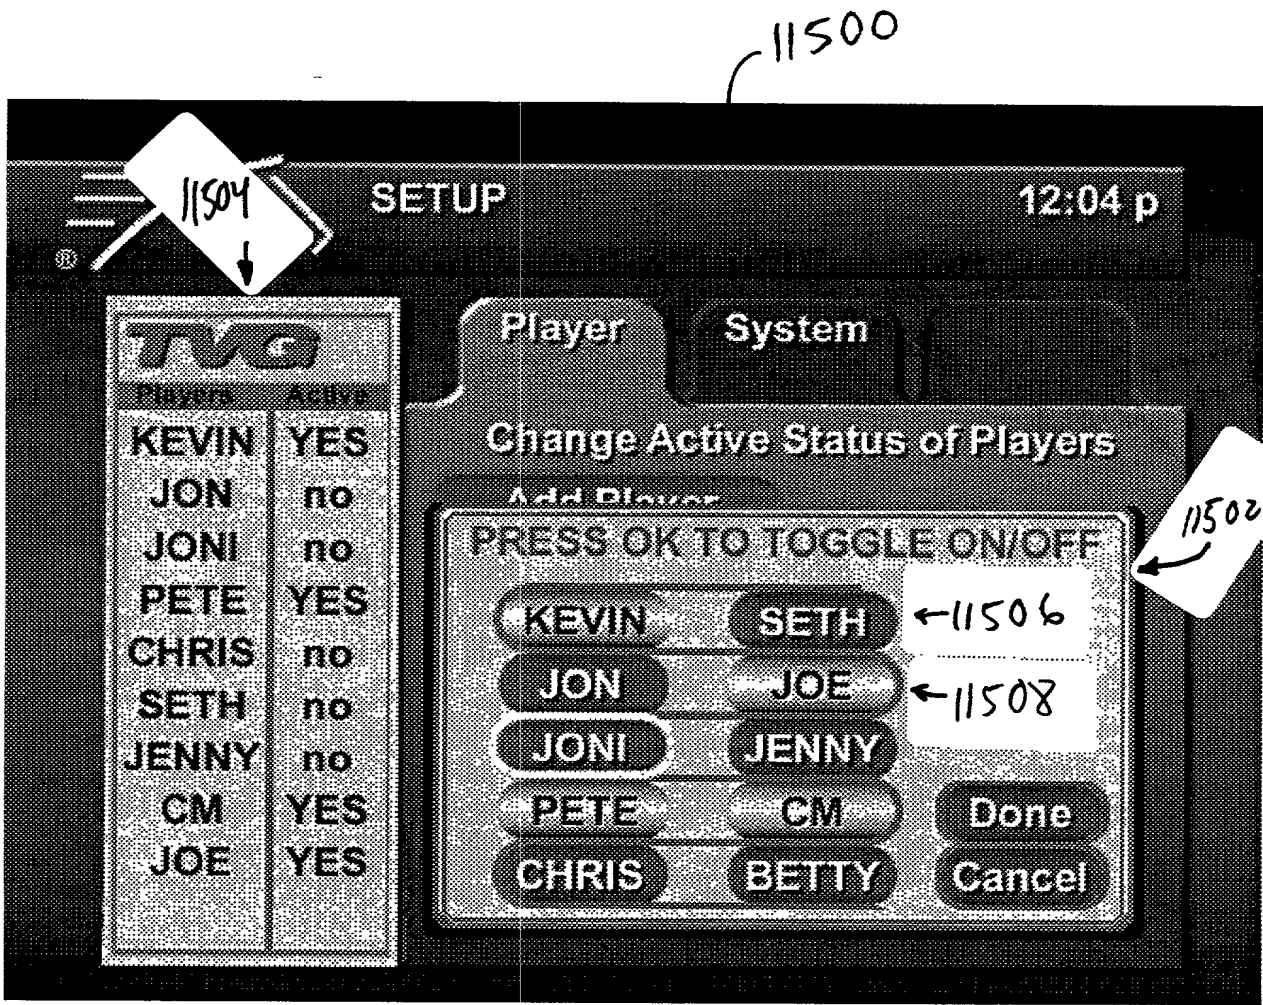 11500
11504
SETUP 12:04 p
®
TVG
Players Active
KEVIN YES
JON no
JONI no
PETE YES
CHRIS no
SETH no
JENNY no
CM YES
JOE YES
Player System
Change Active Status of Players
Add Player
11502
PRESS OK TO TOGGLE ON/OFF
KEVIN SETH ←11506
JON JOE ←11508
JONI JENNY
PETE CM Done
CHRIS BETTY Cancel